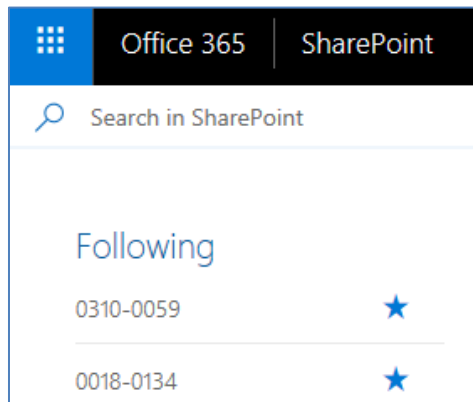 Office 365 SharePoint
Search in SharePoint
Following
0310-0059
0018-0134